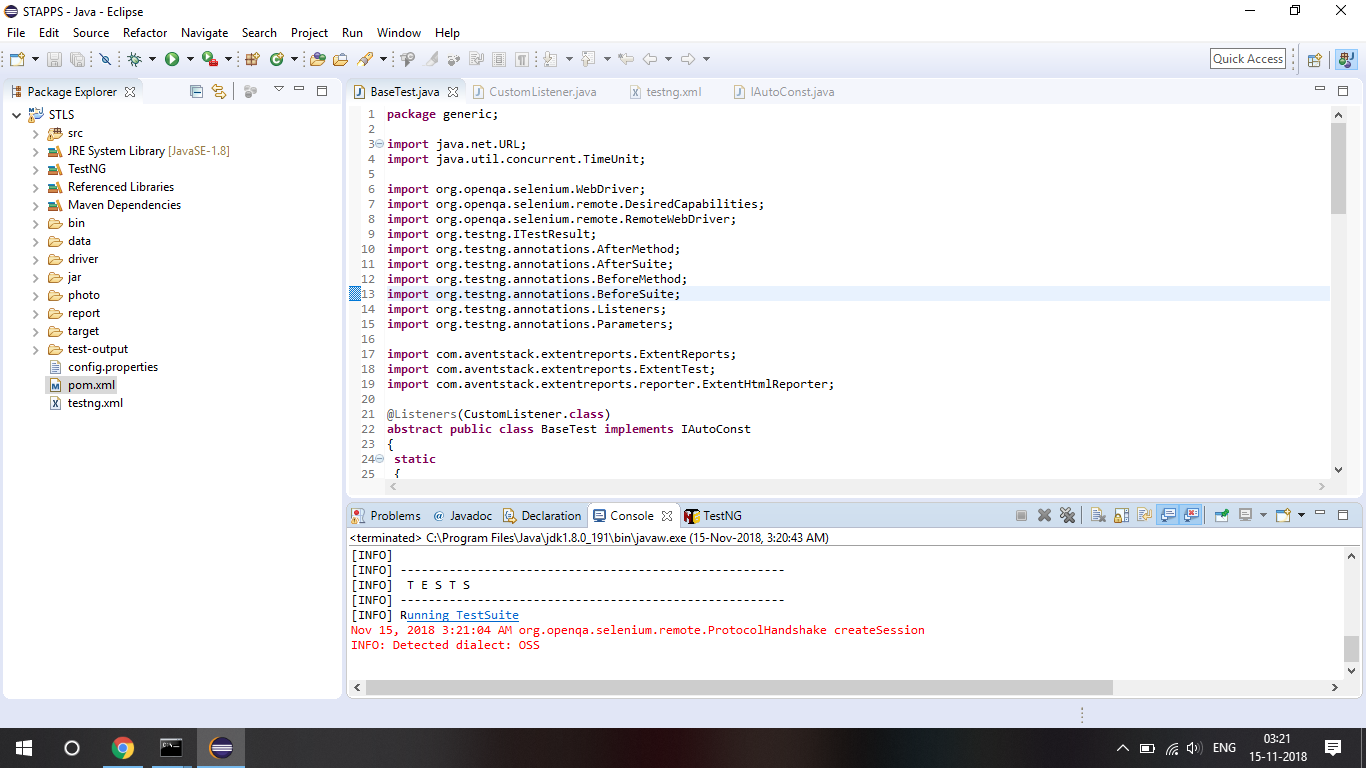 STAPPS - Java - Eclipse
File Edit Source Refactor Navigate Search Project Run Window Help
Quick Access
Package Explorer
STLS
src
JRE System Library [JavaSE-1.8]
TestNG
Referenced Libraries
Maven Dependencies
bin
data
driver
jar
photo
report
target
test-output
config.properties
pom.xml
testng.xml
BaseTest.java CustomListener.java testng.xml IAutoConst.java
1 package generic;
2
3 import java.net.URL;
4 import java.util.concurrent.TimeUnit;
5
6 import org.openqa.selenium.WebDriver;
7 import org.openqa.selenium.remote.DesiredCapabilities;
8 import org.openqa.selenium.remote.RemoteWebDriver;
9 import org.testng.ITestResult;
10 import org.testng.annotations.AfterMethod;
11 import org.testng.annotations.AfterSuite;
12 import org.testng.annotations.BeforeMethod;
13 import org.testng.annotations.BeforeSuite;
14 import org.testng.annotations.Listeners;
15 import org.testng.annotations.Parameters;
16
17 import com.aventstack.extentreports.ExtentReports;
18 import com.aventstack.extentreports.ExtentTest;
19 import com.aventstack.extentreports.reporter.ExtentHtmlReporter;
20
21 @Listeners(CustomListener.class)
22 abstract public class BaseTest implements IAutoConst
23 {
24 static
25 {
Problems @ Javadoc Declaration Console TestNG
<terminated> C:\Program Files\Java\jdk1.8.0_191\bin\javaw.exe (15-Nov-2018, 3:20:43 AM)
[INFO]
[INFO] -------------------------------------------------------
[INFO]  T E S T S
[INFO] -------------------------------------------------------
[INFO] Running TestSuite
Nov 15, 2018 3:21:04 AM org.openqa.selenium.remote.ProtocolHandshake createSession
INFO: Detected dialect: OSS
ENG
03:21
15-11-2018